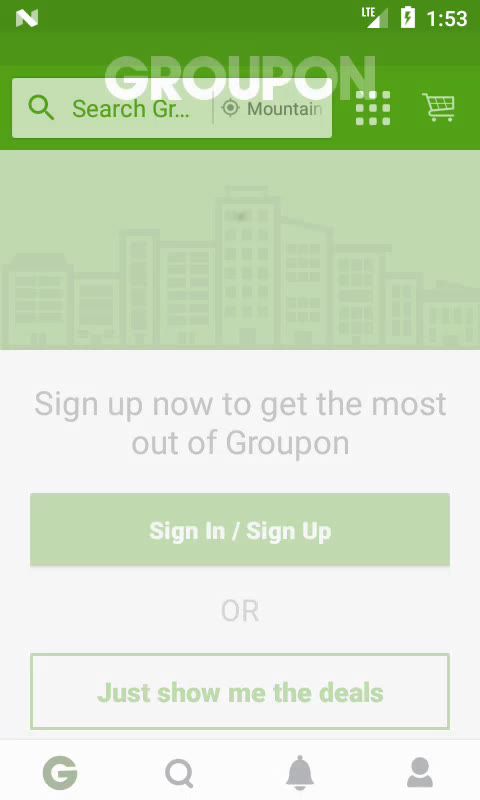 LTE 1:53
GROUPON
Search Gr... Mountain
Sign up now to get the most
out of Groupon
Sign In / Sign Up
OR
Just show me the deals
G